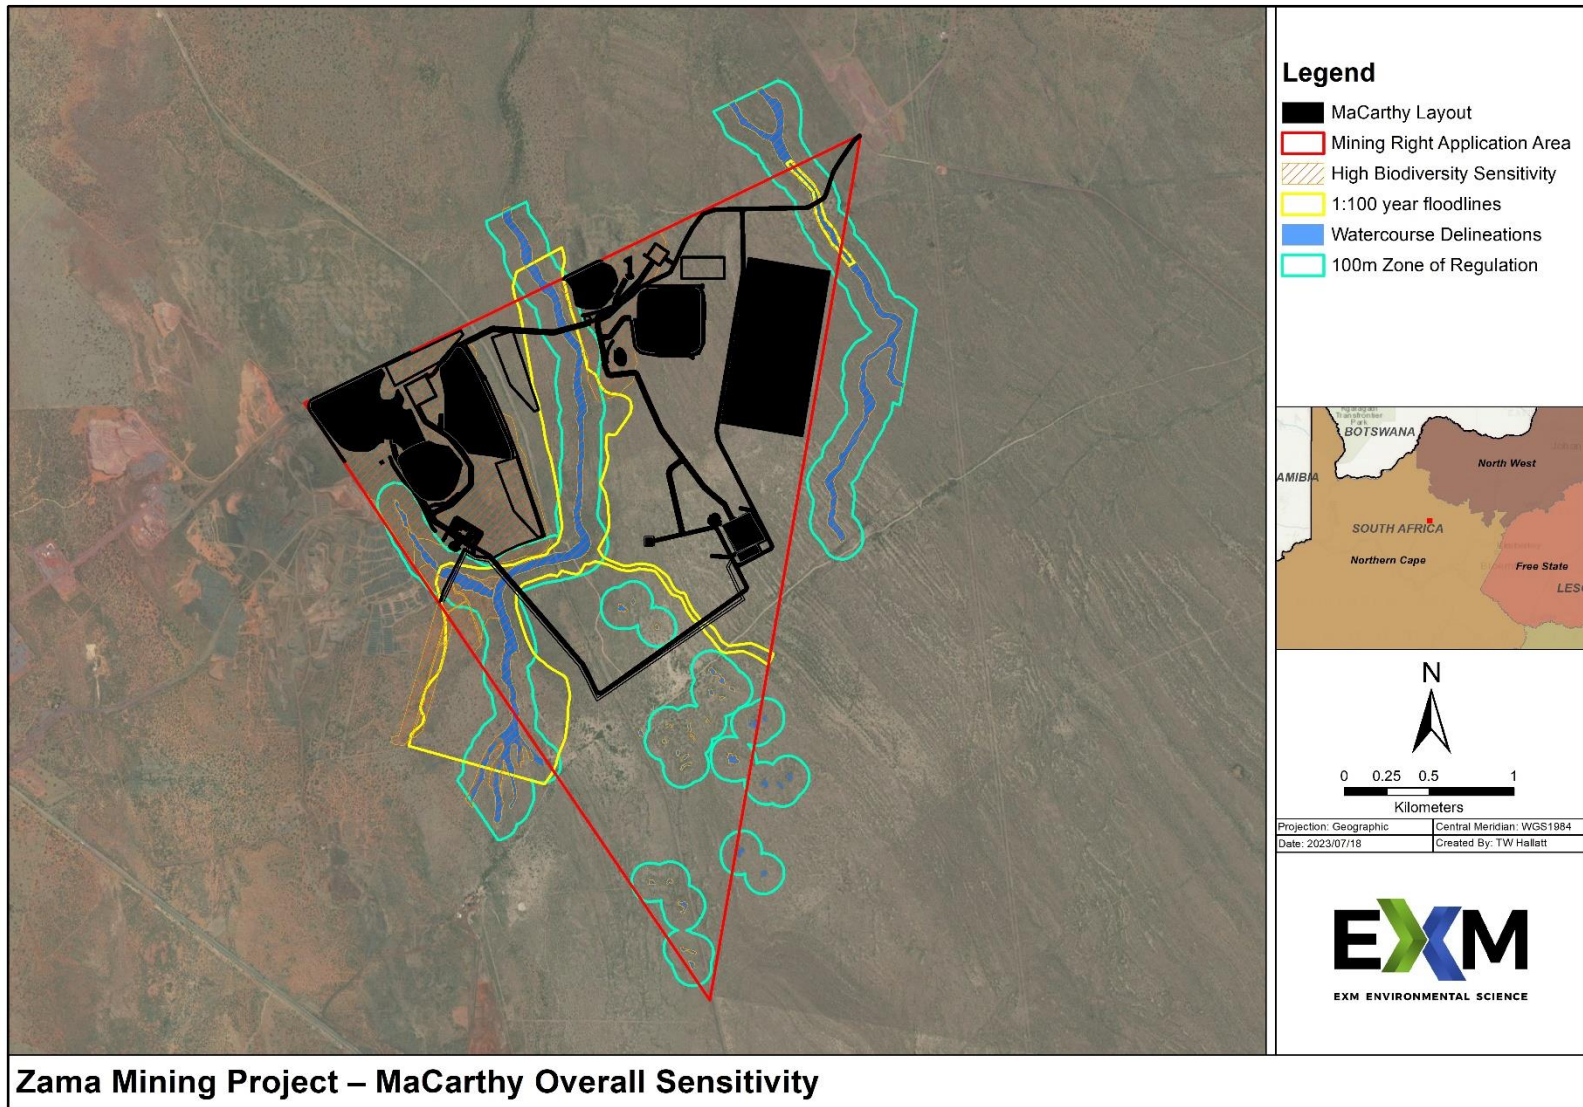 Legend
MaCarthy Layout
Mining Right Application Area
High Biodiversity Sensitivity
1:100 year floodlines
Watercourse Delineations
100m Zone of Regulation
Transfrontier
Park
BOTSWANA
North West
AMIBIA
SOUTH AFRICA
Northern Cape
Free State
LESO
N
0 0.25 0.5 1
Kilometers
Projection: Geographic Central Meridian: WGS1984
Date: 2023/07/18 Created By: TW Hallatt
EXM
EXM ENVIRONMENTAL SCIENCE
Zama Mining Project – MaCarthy Overall Sensitivity